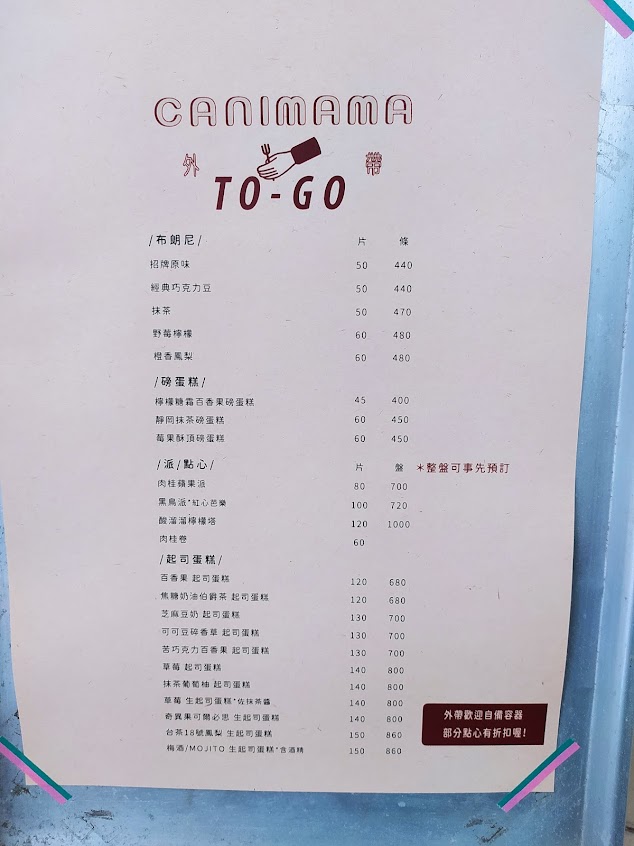 CANIMAMA
外 帶
TO-GO
/布朗尼/ 片 條
招牌原味 50 440
經典巧克力豆 50 440
抹茶 50 470
野莓檸檬 60 480
橙香鳳梨 60 480
/磅蛋糕/
檸檬糖霜百香果磅蛋糕 45 400
靜岡抹茶磅蛋糕 60 450
莓果酥頂磅蛋糕 60 450
/派/點心/ 片 盤 *整盤可事先預訂
肉桂蘋果派 80 700
黑烏派*紅心芭樂 100 720
酸溜溜檸檬塔 120 1000
肉桂卷 60
/起司蛋糕/
百香果 起司蛋糕 120 680
焦糖奶油伯爵茶 起司蛋糕 120 680
芝麻豆奶 起司蛋糕 130 700
可可豆碎香草 起司蛋糕 130 700
苦巧克力百香果 起司蛋糕 130 700
草莓 起司蛋糕 140 800
抹茶葡萄柚 起司蛋糕 140 800
草莓 生起司蛋糕*佐抹茶醬 140 800
奇異果可爾必思 生起司蛋糕 140 800
台茶18號鳳梨 生起司蛋糕 150 860
梅酒/MOJITO 生起司蛋糕*含酒精 150 860
外帶歡迎自備容器
部分點心有折扣喔!